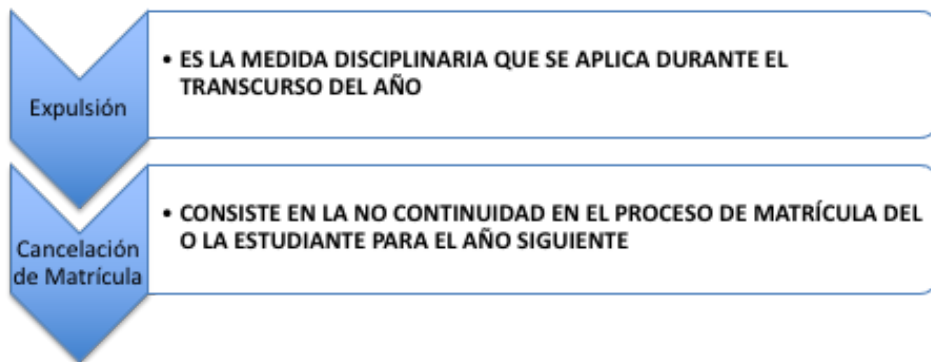 Expulsión
• ES LA MEDIDA DISCIPLINARIA QUE SE APLICA DURANTE EL
TRANSCURSO DEL AÑO
Cancelación
de Matrícula
• CONSISTE EN LA NO CONTINUIDAD EN EL PROCESO DE MATRÍCULA DEL
O LA ESTUDIANTE PARA EL AÑO SIGUIENTE